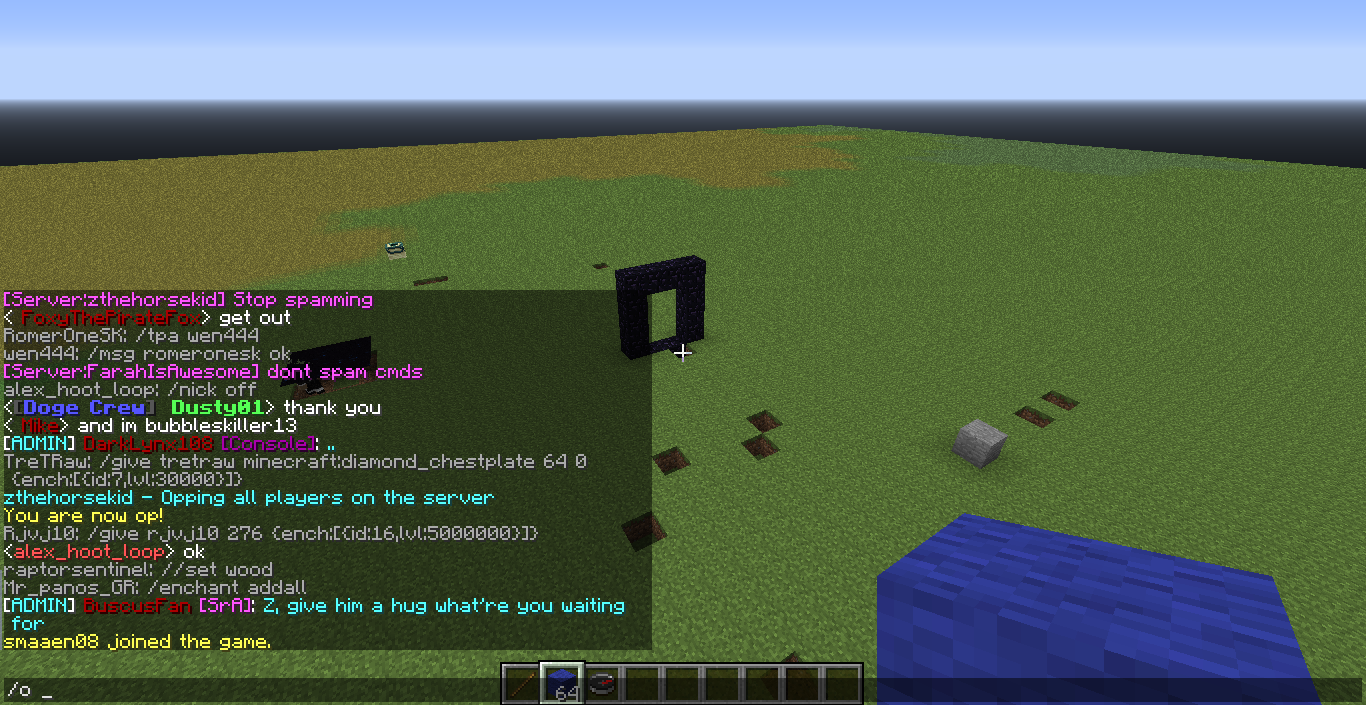 [Server:zthehorsekid] Stop spamming
< FoxyThePirateFox> get out
RomerOneSK: /tpa wen444
wen444: /msg romeronesk ok
[Server:FarahIsAwesome] dont spam cmds
alex_hoot_loop: /nick off
<[Doge Crew] Dusty01> thank you
< Mike> and im bubbleskiller13
[ADMIN] DarkLynx108 [Console]: ..
TreTRaw: /give tretraw minecraft:diamond_chestplate 64 0
{ench:[{id:7,lvl:30000}]}
zthehorsekid - Opping all players on the server
You are now op!
Rjvj10: /give rjvj10 276 {ench:[{id:16,lvl:5000000}]}
<alex_hoot_loop> ok
raptorsentinel: //set wood
Mr_panos_GR: /enchant addall
[ADMIN] BuscusFan [SrA]: Z, give him a hug what're you waiting
for
smaaen08 joined the game.
64
/o _